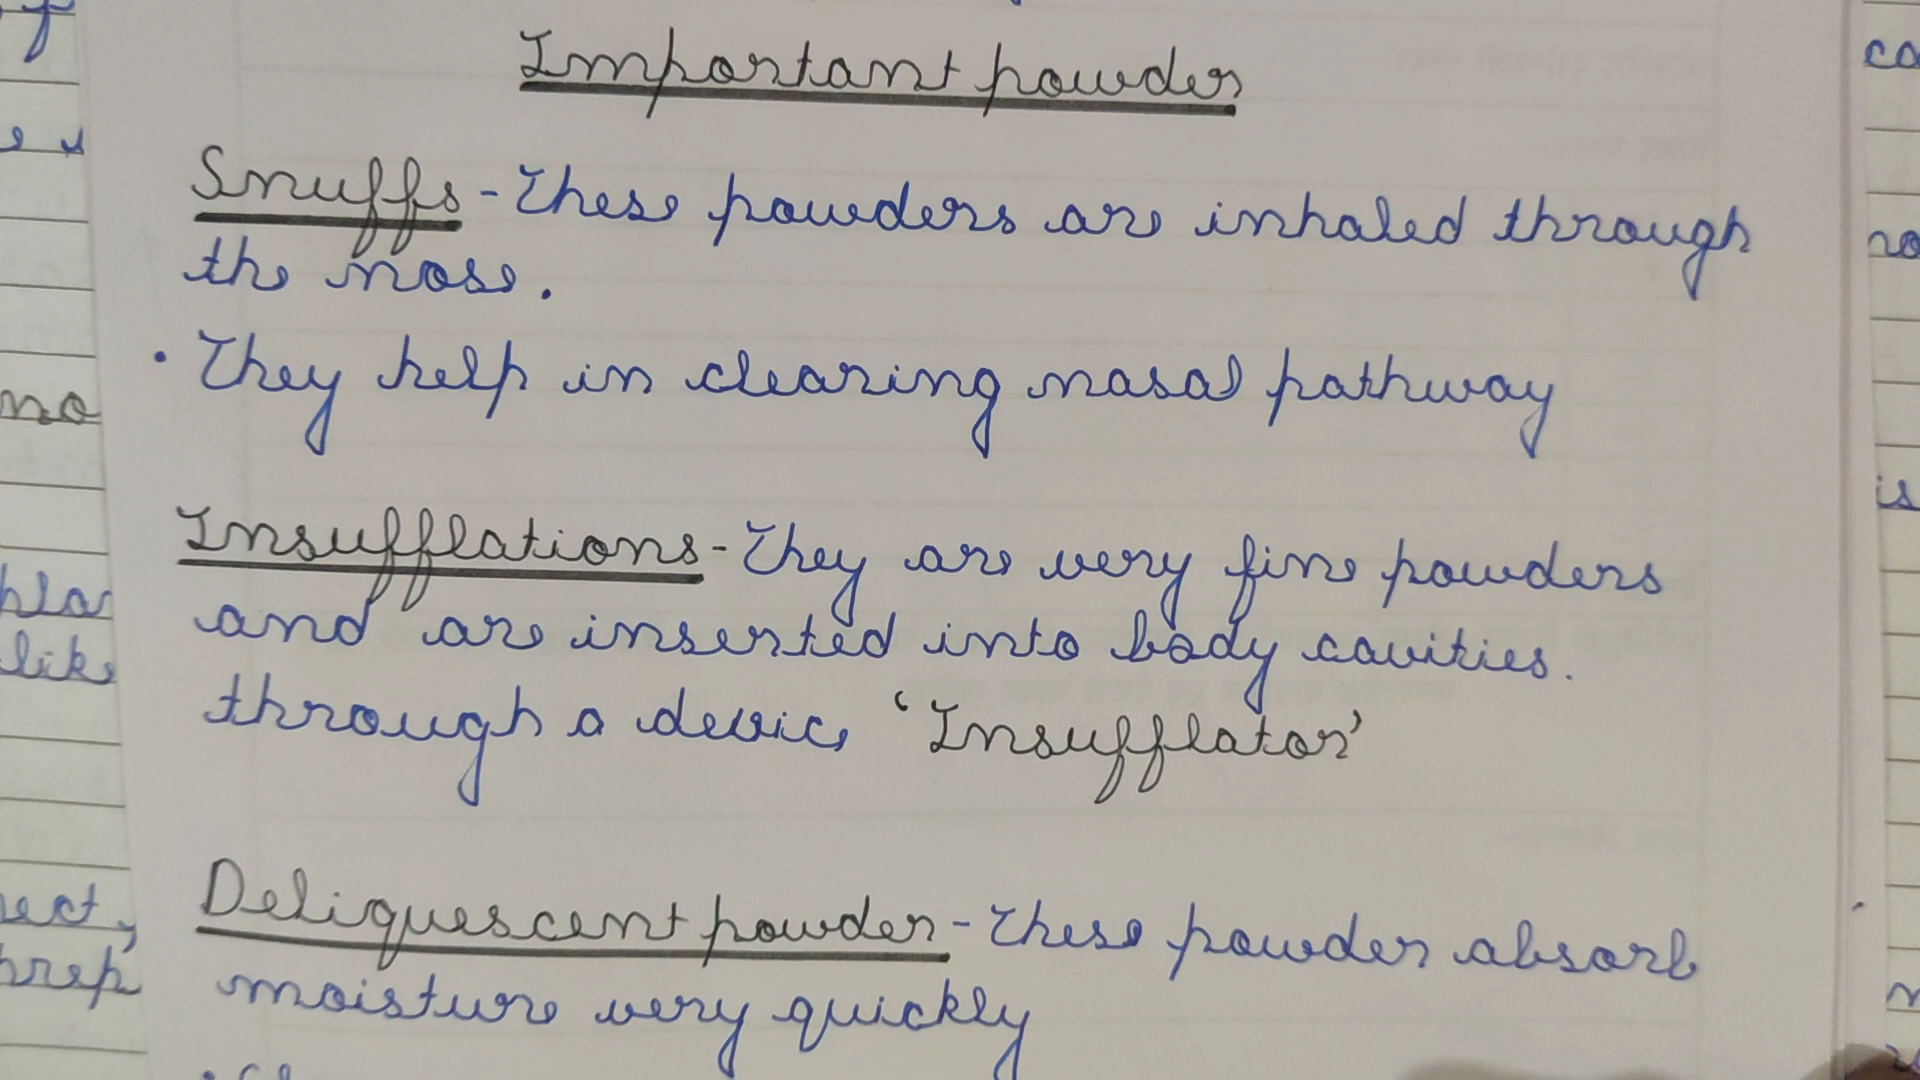 Important powder
Snuffs - These powders are inhaled through
the nose.
• They help in clearing nasal pathway
Insufflations - They are very fine powders
and are inserted into body cavities.
through a device 'Insufflator'
Deliquescent powder - These powder absorb
moisture very quickly